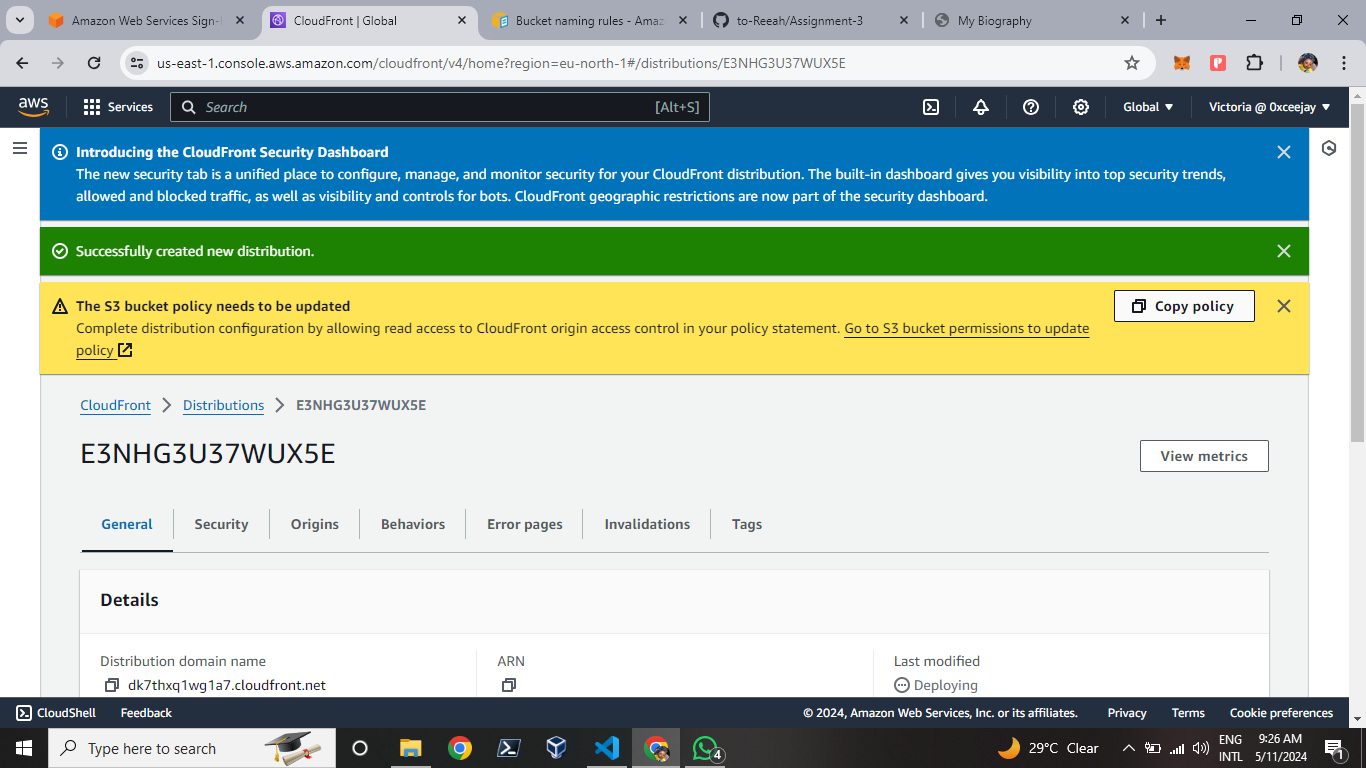 Amazon Web Services Sign-
CloudFront | Global
Bucket naming rules - Amaz
to-Reeah/Assignment-3
My Biography
us-east-1.console.aws.amazon.com/cloudfront/v4/home?region=eu-north-1#/distributions/E3NHG3U37WUX5E
aws
Services
Search
[Alt+S]
Global
Victoria @ 0xceejay
Introducing the CloudFront Security Dashboard
The new security tab is a unified place to configure, manage, and monitor security for your CloudFront distribution. The built-in dashboard gives you visibility into top security trends,
allowed and blocked traffic, as well as visibility and controls for bots. CloudFront geographic restrictions are now part of the security dashboard.
Successfully created new distribution.
The S3 bucket policy needs to be updated
Complete distribution configuration by allowing read access to CloudFront origin access control in your policy statement. Go to S3 bucket permissions to update
policy
Copy policy
CloudFront
Distributions
E3NHG3U37WUX5E
E3NHG3U37WUX5E
View metrics
General
Security
Origins
Behaviors
Error pages
Invalidations
Tags
Details
Distribution domain name
dk7thxq1wg1a7.cloudfront.net
ARN
Last modified
Deploying
CloudShell
Feedback
© 2024, Amazon Web Services, Inc. or its affiliates.
Privacy
Terms
Cookie preferences
Type here to search
4
29°C Clear
ENG
INTL
9:26 AM
5/11/2024
1